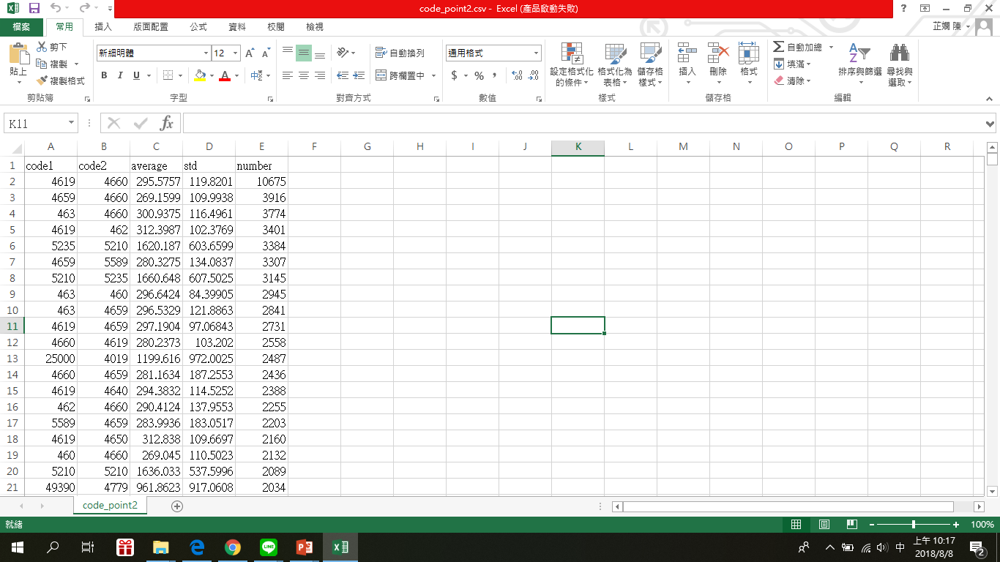 code_point2.csv - Excel (產品啟動失敗)
檔案 常用 插入 版面配置 公式 資料 校閱 檢視 芷嫻 陳
貼上 剪下 複製 複製格式 剪貼簿
新細明體 12 B I U A 中 字型
自動換列 跨欄置中 對齊方式
通用格式 $ % , 數值
設定格式化的條件 格式化為表格 儲存格樣式 樣式
插入 刪除 格式 儲存格
自動加總 填滿 清除 排序與篩選 尋找與選取 編輯
K11 fx
A B C D E F G H I J K L M N O P Q R
1 code1 code2 average std number
2 4619 4660 295.5757 119.8201 10675
3 4659 4660 269.1599 109.9938 3916
4 463 4660 300.9375 116.4961 3774
5 4619 462 312.3987 102.3769 3401
6 5235 5210 1620.187 603.6599 3384
7 4659 5589 280.3275 134.0837 3307
8 5210 5235 1660.648 607.5025 3145
9 463 460 296.6424 84.39905 2945
10 463 4659 296.5329 121.8863 2841
11 4619 4659 297.1904 97.06843 2731
12 4660 4619 280.2373 103.202 2558
13 25000 4019 1199.616 972.0025 2487
14 4660 4659 281.1634 187.2553 2436
15 4619 4640 294.3832 114.5252 2388
16 462 4660 290.4124 137.9553 2255
17 5589 4659 283.9936 183.0517 2203
18 4619 4650 312.838 109.6697 2160
19 460 4660 269.045 110.5023 2132
20 5210 5210 1636.033 537.5996 2089
21 49390 4779 961.8623 917.0608 2034
code_point2
就緒 100%
中 上午 10:17
2018/8/8 2